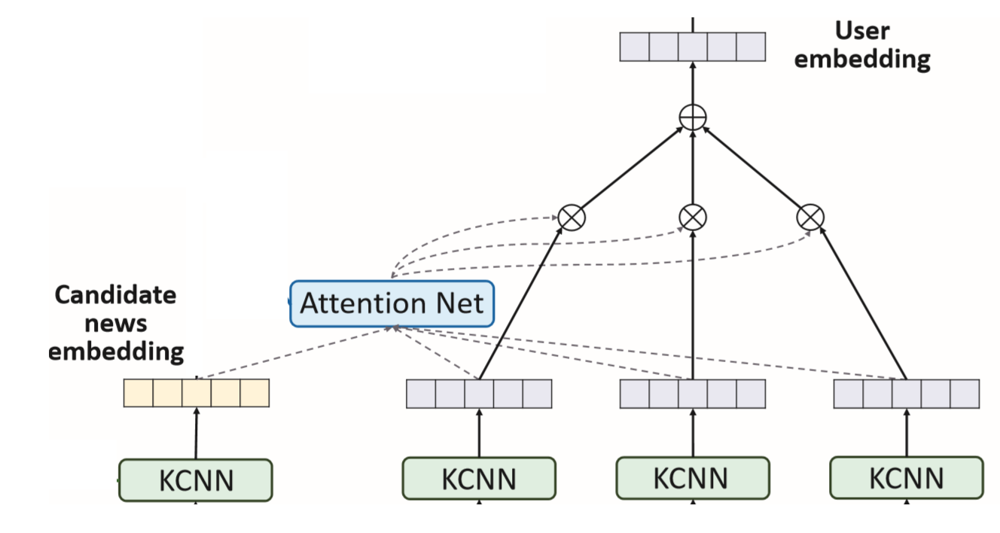 User
embedding
Attention Net
Candidate
news
embedding
KCNN
KCNN
KCNN
KCNN